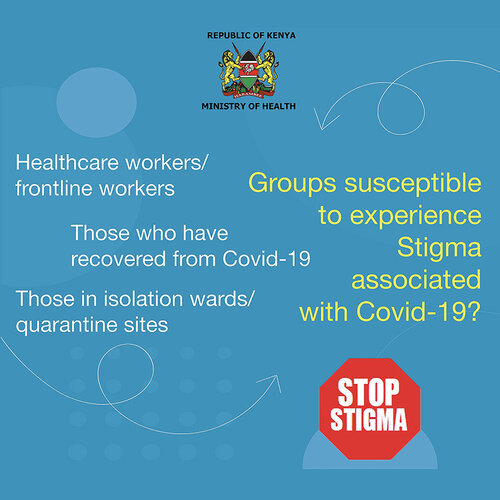 REPUBLIC OF KENYA
MINISTRY OF HEALTH
Healthcare workers/
frontline workers
Those who have
recovered from Covid-19
Those in isolation wards/
quarantine sites
Groups susceptible
to experience
Stigma
associated
with Covid-19?
STOP
STIGMA